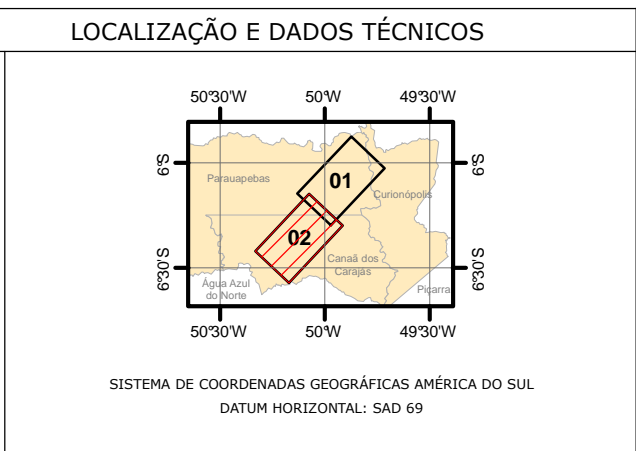 LOCALIZAÇÃO E DADOS TÉCNICOS
50°30'W 50°W 49°30'W
6°S 6°S
Parauapebas
01
Curionópolis
02
Canaã dos
Carajás
6°30'S 6°30'S
Água Azul
do Norte
Piçarra
50°30'W 50°W 49°30'W
SISTEMA DE COORDENADAS GEOGRÁFICAS AMÉRICA DO SUL
DATUM HORIZONTAL: SAD 69